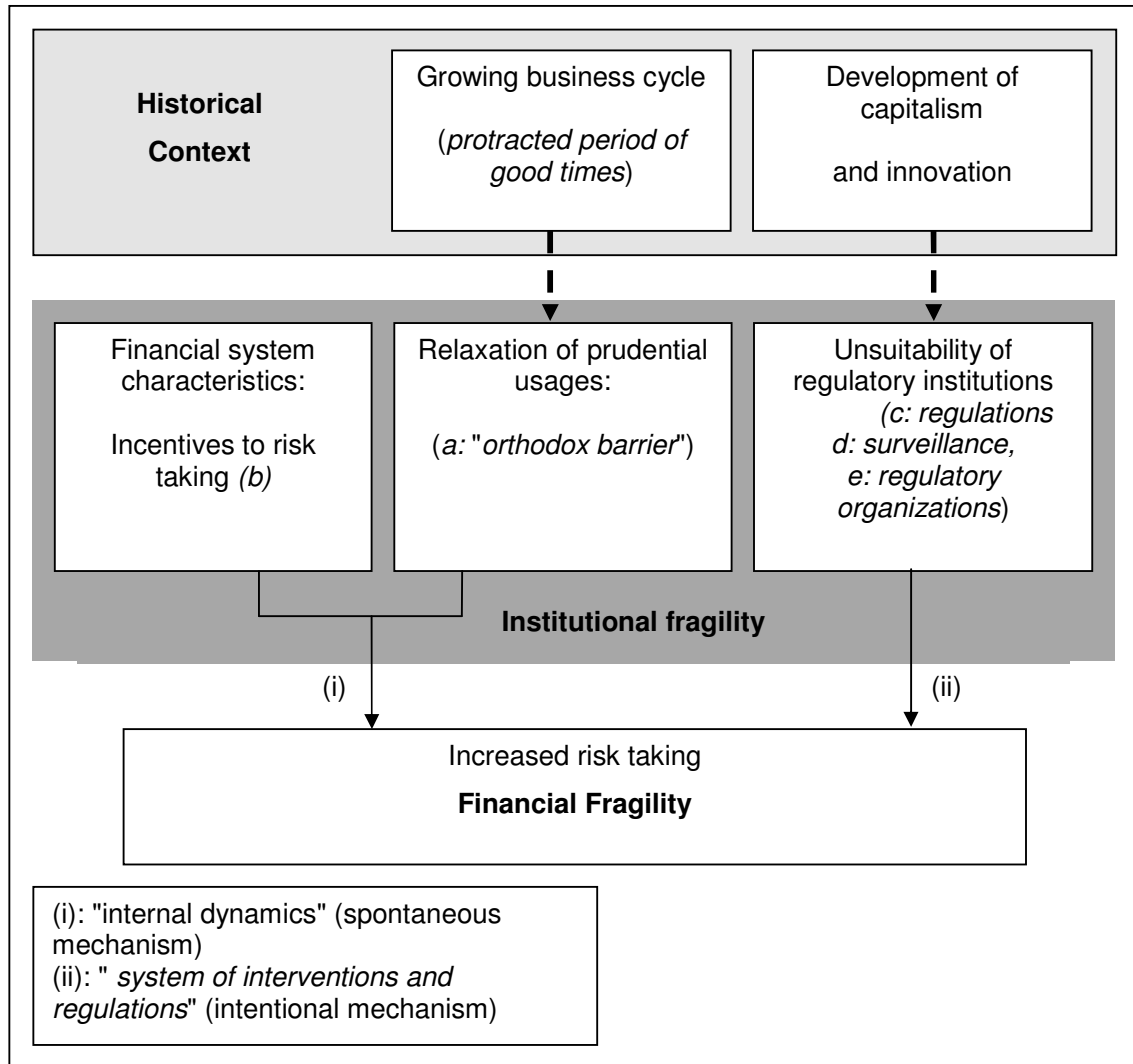 Historical
Context
Growing business cycle
(protracted period of
good times)
Development of
capitalism
and innovation
Financial system
characteristics:
Incentives to risk
taking (b)
Relaxation of prudential
usages:
(a: "orthodox barrier")
Unsuitability of
regulatory institutions
(c: regulations
d: surveillance,
e: regulatory
organizations)
Institutional fragility
(i)
(ii)
Increased risk taking
Financial Fragility
(i): "internal dynamics" (spontaneous
mechanism)
(ii): " system of interventions and
regulations" (intentional mechanism)